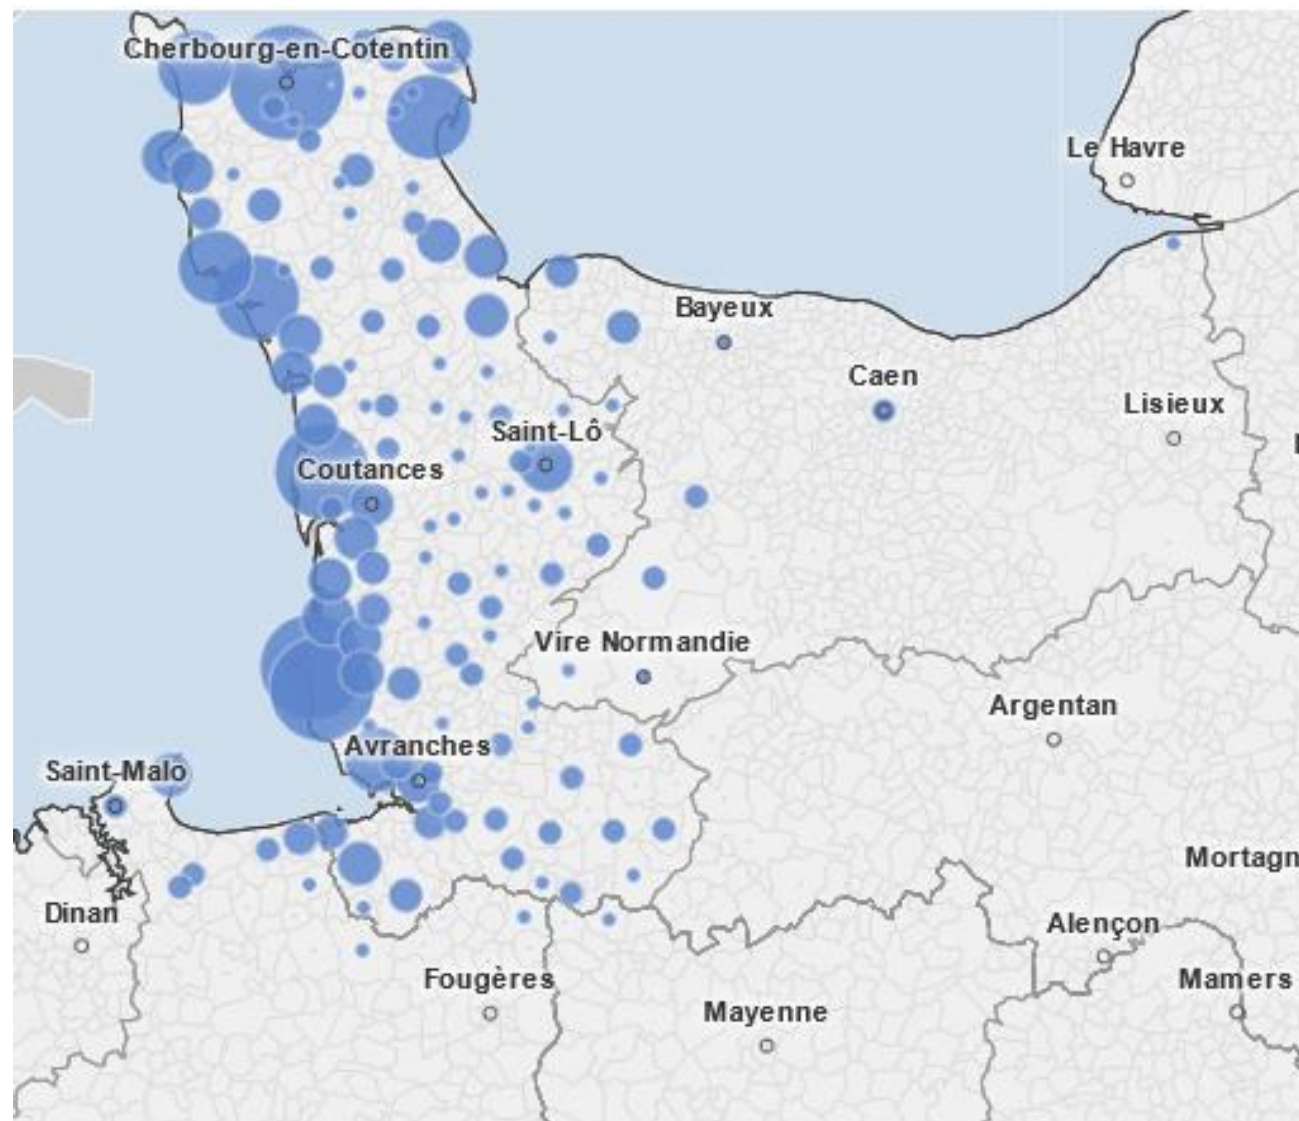 Cherbourg-en-Cotentin
Le Havre
Bayeux
Caen
Lisieux
Saint-Lô
Coutances
Vire Normandie
Argentan
Avranches
Saint-Malo
Mortagn
Dinan
Alençon
Fougères
Mamers
Mayenne